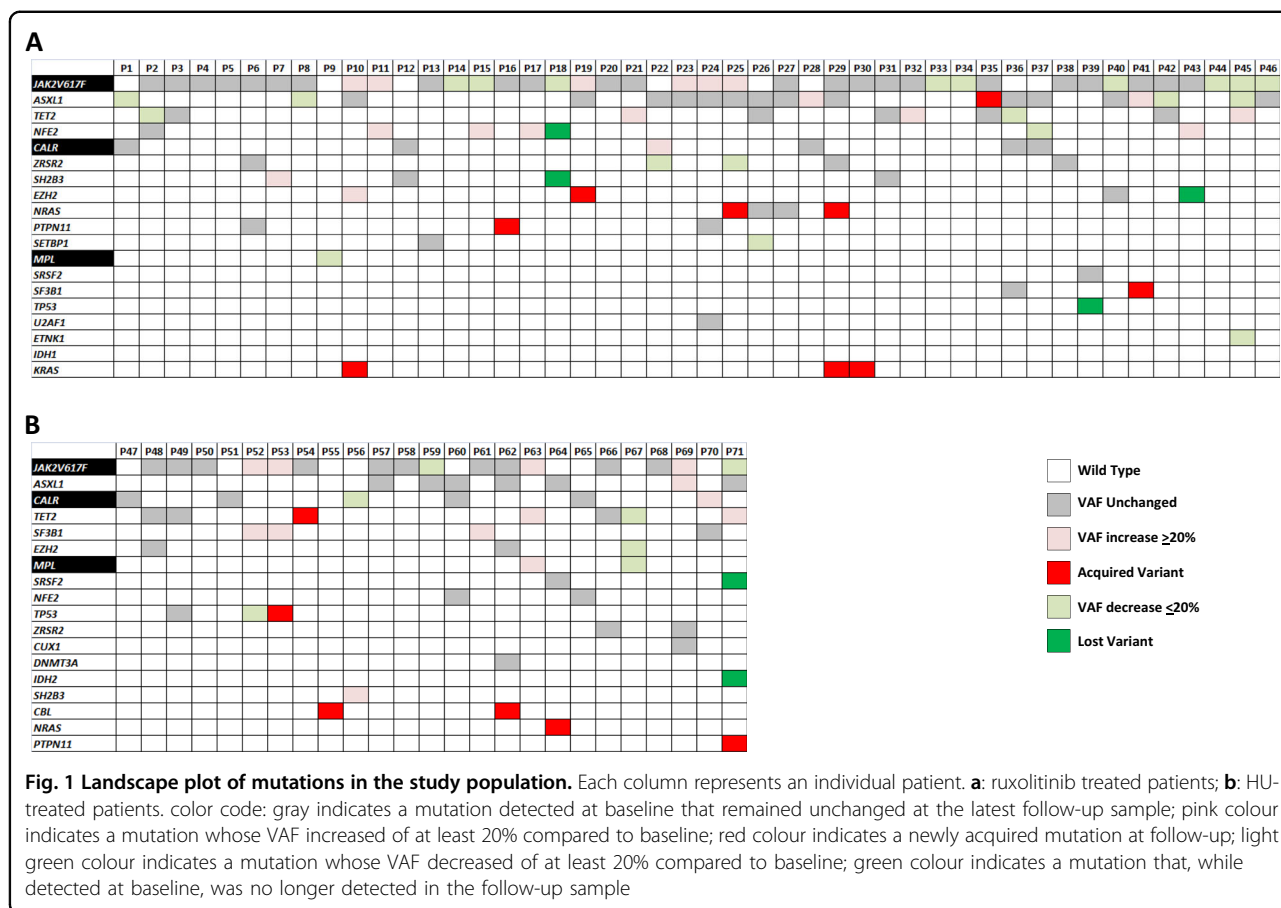 A
P1 P2 P3 P4 P5 P6 P7 P8 P9 P10 P11 P12 P13 P14 P15 P16 P17 P18 P19 P20 P21 P22 P23 P24 P25 P26 P27 P28 P29 P30 P31 P32 P33 P34 P35 P36 P37 P38 P39 P40 P41 P42 P43 P44 P45 P46
JAK2V617F
ASXL1
TET2
NFE2
CALR
ZRSR2
SH2B3
EZH2
NRAS
PTPN11
SETBP1
MPL
SRSF2
SF3B1
TP53
U2AF1
ETNK1
IDH1
KRAS
B
P47 P48 P49 P50 P51 P52 P53 P54 P55 P56 P57 P58 P59 P60 P61 P62 P63 P64 P65 P66 P67 P68 P69 P70 P71
JAK2V617F
ASXL1
CALR
TET2
SF3B1
EZH2
MPL
SRSF2
NFE2
TP53
ZRSR2
CUX1
DNMT3A
IDH2
SH2B3
CBL
NRAS
PTPN11
Wild Type
VAF Unchanged
VAF increase ≥20%
Acquired Variant
VAF decrease ≤20%
Lost Variant
Fig. 1 Landscape plot of mutations in the study population. Each column represents an individual patient. a: ruxolitinib treated patients; b: HU-
treated patients. color code: gray indicates a mutation detected at baseline that remained unchanged at the latest follow-up sample; pink colour
indicates a mutation whose VAF increased of at least 20% compared to baseline; red colour indicates a newly acquired mutation at follow-up; light
green colour indicates a mutation whose VAF decreased of at least 20% compared to baseline; green colour indicates a mutation that, while
detected at baseline, was no longer detected in the follow-up sample